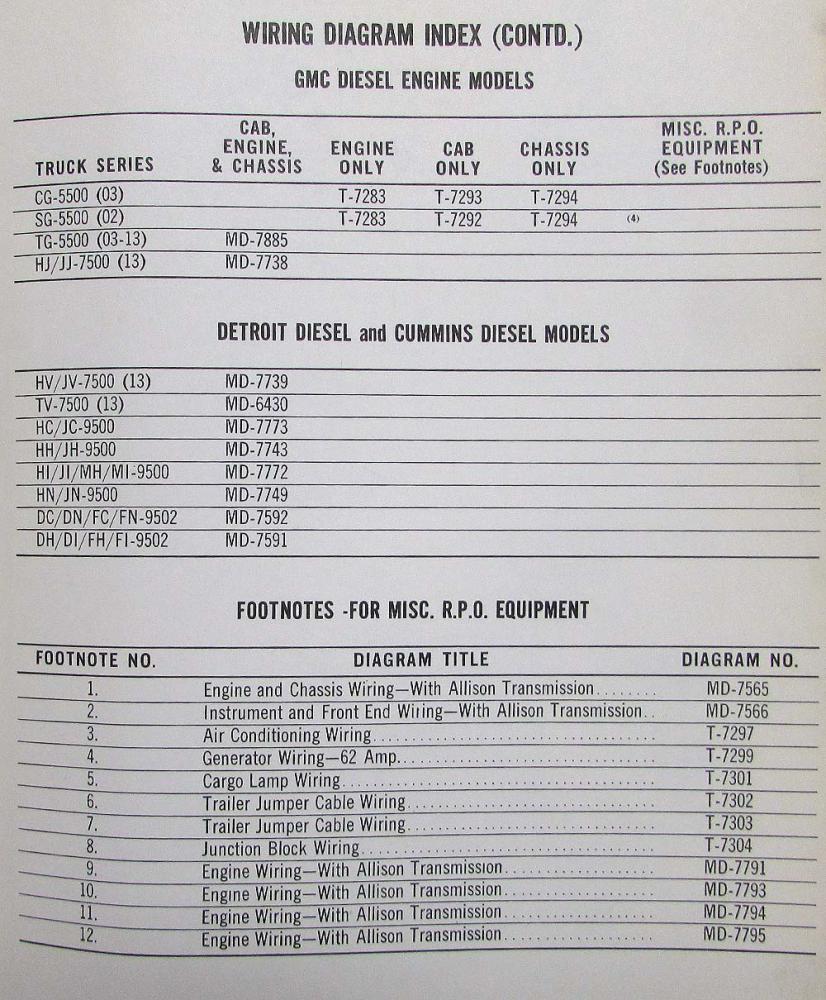 WIRING DIAGRAM INDEX (CONTD.)
GMC DIESEL ENGINE MODELS
TRUCK SERIES CAB, ENGINE, & CHASSIS ENGINE ONLY CAB ONLY CHASSIS ONLY MISC. R.P.O. EQUIPMENT (See Footnotes)
CG-5500 (03) T-7283 T-7293 T-7294
SG-5500 (02) T-7283 T-7292 T-7294 (4)
TG-5500 (03-13) MD-7885
HJ/JJ-7500 (13) MD-7738
DETROIT DIESEL and CUMMINS DIESEL MODELS
HV/JV-7500 (13) MD-7739
TV-7500 (13) MD-6430
HC/JC-9500 MD-7773
HH/JH-9500 MD-7743
HI/JI/MH/MI-9500 MD-7772
HN/JN-9500 MD-7749
DC/DN/FC/FN-9502 MD-7592
DH/DI/FH/FI-9502 MD-7591
FOOTNOTES -FOR MISC. R.P.O. EQUIPMENT
FOOTNOTE NO. DIAGRAM TITLE DIAGRAM NO.
1. Engine and Chassis Wiring—With Allison Transmission........ MD-7565
2. Instrument and Front End Wiring—With Allison Transmission.. MD-7566
3. Air Conditioning Wiring........ T-7297
4. Generator Wiring—62 Amp........ T-7299
5. Cargo Lamp Wiring........ T-7301
6. Trailer Jumper Cable Wiring........ T-7302
7. Trailer Jumper Cable Wiring........ T-7303
8. Junction Block Wiring........ T-7304
9. Engine Wiring—With Allison Transmission........ MD-7791
10. Engine Wiring—With Allison Transmission........ MD-7793
11. Engine Wiring—With Allison Transmission........ MD-7794
12. Engine Wiring—With Allison Transmission........ MD-7795